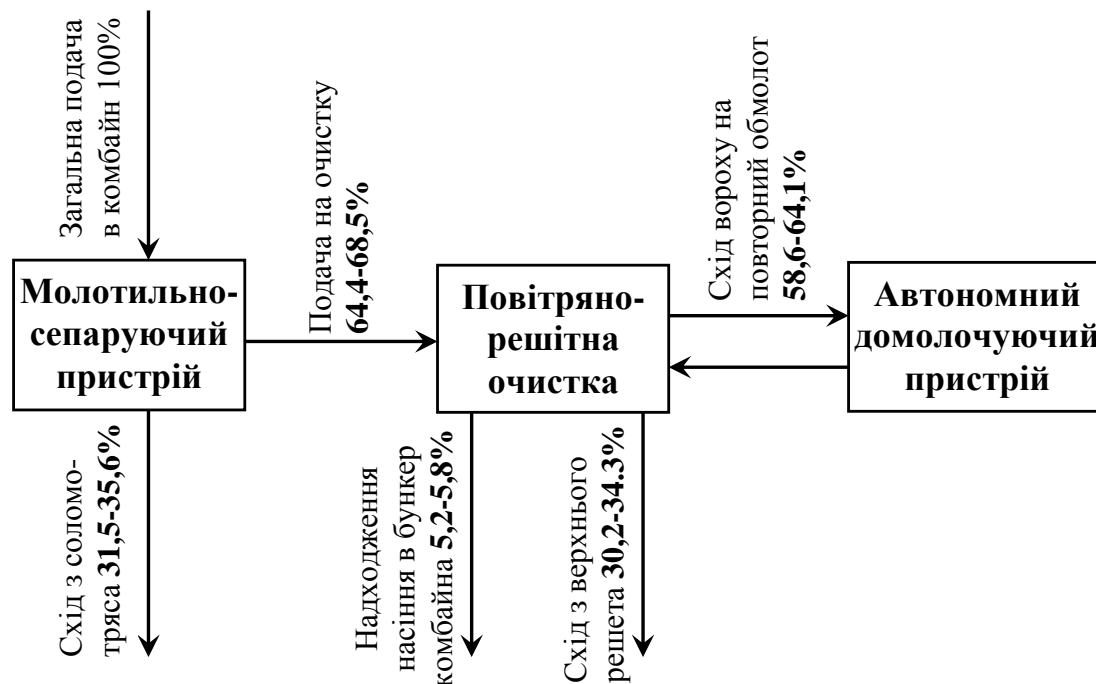 Загальна подача
в комбайн 100%
Подача на очистку
64,4-68,5%
Схід вороху на
повторний обмолот
58,6-64,1%
Молотильно-
сепаруючий
пристрій
Повітряно-
решітна
очистка
Автономний
домолочуючий
пристрій
Схід з соломо-
тряса 31,5-35,6%
Надходження
насіння в бункер
комбайна 5,2-5,8%
Схід з верхнього
решета 30,2-34.3%